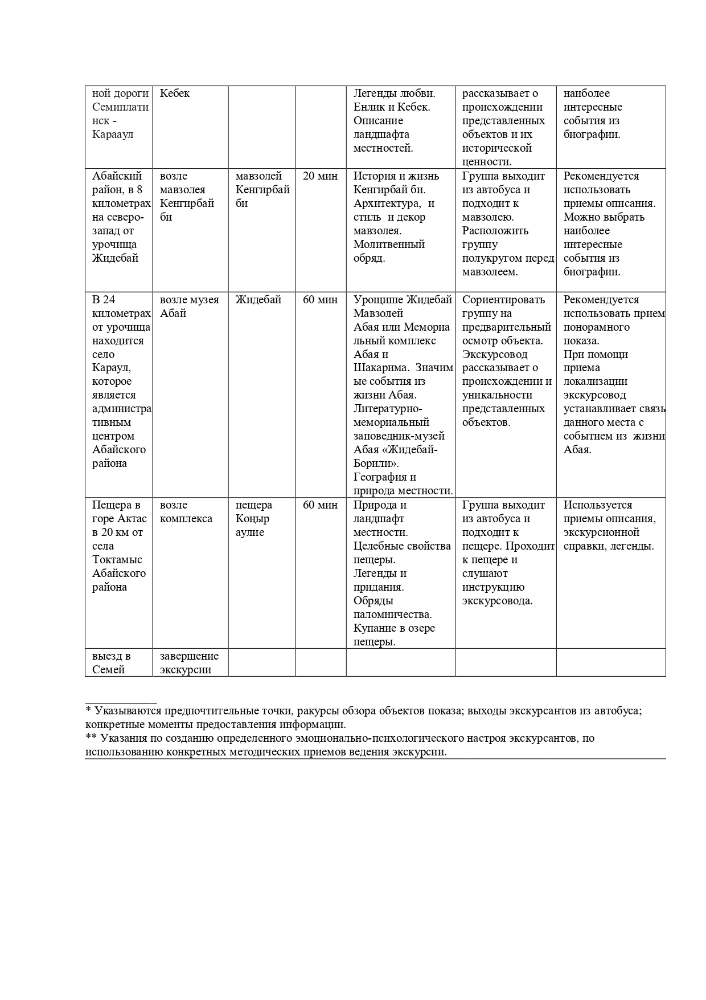 ной дороги
Семиплати
нск -
Карааул
Кебек
Легенды любви.
Енлик и Кебек.
Описание
ландшафта
местностей.
рассказывает о
происхождении
представленных
объектов и их
исторической
ценности.
наиболее
интересные
события из
биографии.
Абайский
район, в 8
километрах
на северо-
запад от
урочища
Жидебай
возле
мавзолея
Кенгирбай
би
мавзолей
Кенгирбай
би
20 мин
История и жизнь
Кенгирбай би.
Архитектура,  и
стиль  и декор
мавзолея.
Молитвенный
обряд.
Группа выходит
из автобуса и
подходит к
мавзолею.
Расположить
группу
полукругом перед
мавзолеем.
Рекомендуется
использовать
приемы описания.
Можно выбрать
наиболее
интересные
события из
биографии.
В 24
километрах
от урочища
находится
село
Караул,
которое
является
администра
тивным
центром
Абайского
района
возле музея
Абай
Жидебай
60 мин
Урощише Жидебай
Мавзолей
Абая или Мемориа
льный комплекс
Абая и
Шакарима.  Значим
ые события из
жизни Абая.
Литературно-
мемориальный
заповедник-музей
Абая «Жидебай-
Борили».
География и
природа местности.
Сориентировать
группу на
предварительный
осмотр объекта.
Экскурсовод
рассказывает о
происхождении и
уникальности
представленных
объектов.
Рекомендуется
использовать прием
понорамного
показа.
При помощи
приема
локализации
экскурсовод
устанавливает связь
данного места с
событием из  жизни
Абая.
Пещера в
горе Актас
в 20 км от
села
Токтамыс
Абайского
района
возле
комплекса
пещера
Коңыр
аулие
60 мин
Природа и
ландшафт
местности.
Целебные свойства
пещеры.
Легенды и
придания.
Обряды
паломничества.
Купание в озере
пещеры.
Группа выходит
из автобуса и
подходит к
пещере. Проходит
к пещере и
слушают
инструкцию
экскурсовода.
Используется
приемы описания,
экскурсионной
справки, легенды.
выезд в
Семей
завершение
экскурсии
* Указываются предпочтительные точки, ракурсы обзора объектов показа; выходы экскурсантов из автобуса;
конкретные моменты предоставления информации.
** Указания по созданию определенного эмоционально-психологического настроя экскурсантов, по
использованию конкретных методических приемов ведения экскурсии.